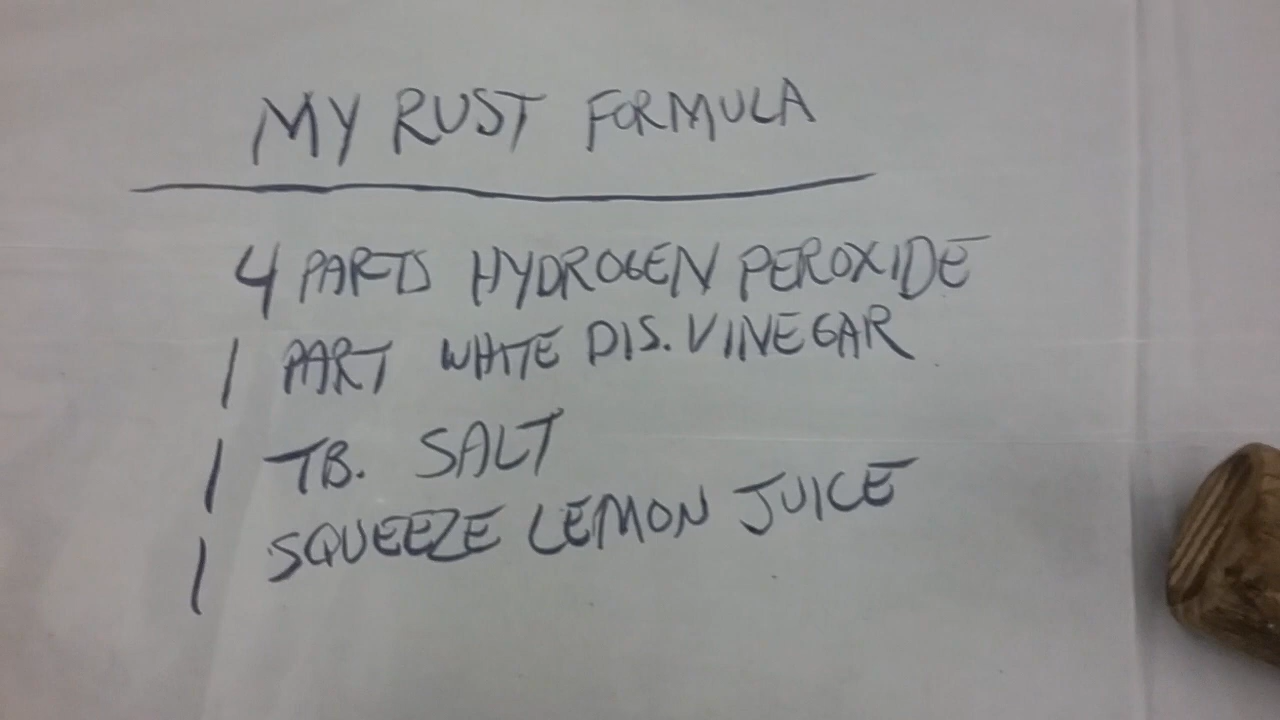 MY RUST FORMULA
4 PARTS HYDROGEN PEROXIDE
1 PART WHITE DIS. VINEGAR
1 TB. SALT
1 SQUEEZE LEMON JUICE